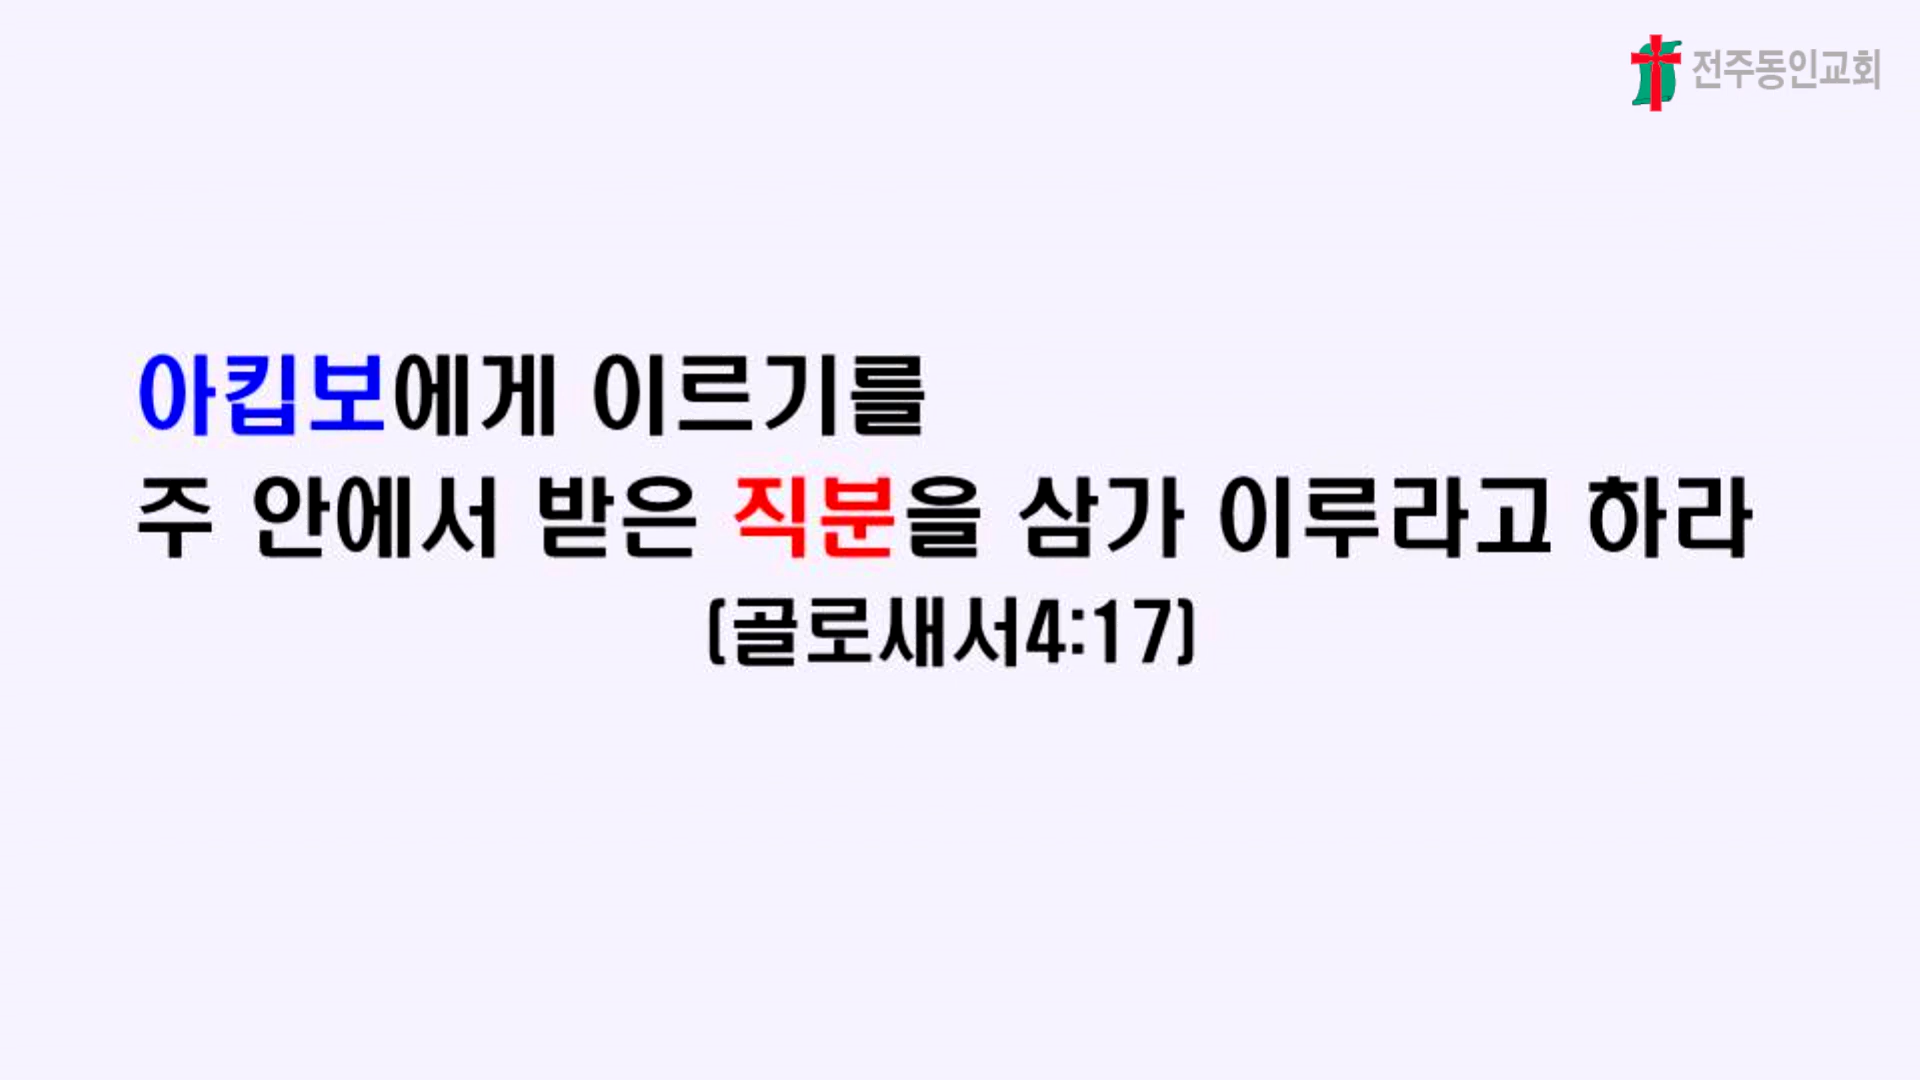 전주동인교회
아킵보에게 이르기를
주 안에서 받은 직분을 삼가 이루라고 하라
(골로새서4:17)